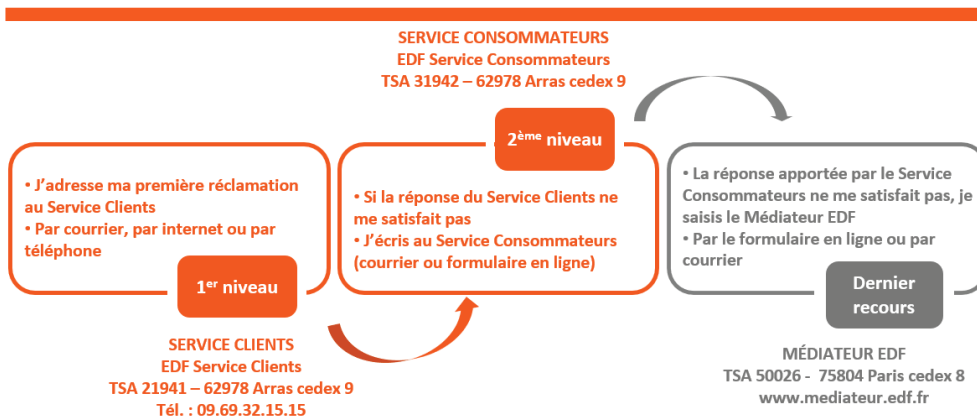 SERVICE CONSOMMATEURS
EDF Service Consommateurs
TSA 31942 – 62978 Arras cedex 9
• J'adresse ma première réclamation
au Service Clients
• Par courrier, par internet ou par
téléphone
1er niveau
SERVICE CLIENTS
EDF Service Clients
TSA 21941 – 62978 Arras cedex 9
Tél. : 09.69.32.15.15
2ème niveau
• Si la réponse du Service Clients ne
me satisfait pas
• J'écris au Service Consommateurs
(courrier ou formulaire en ligne)
• La réponse apportée par le Service
Consommateurs ne me satisfait pas, je
saisis le Médiateur EDF
• Par le formulaire en ligne ou par
courrier
Dernier
recours
MÉDIATEUR EDF
TSA 50026 - 75804 Paris cedex 8
www.mediateur.edf.fr